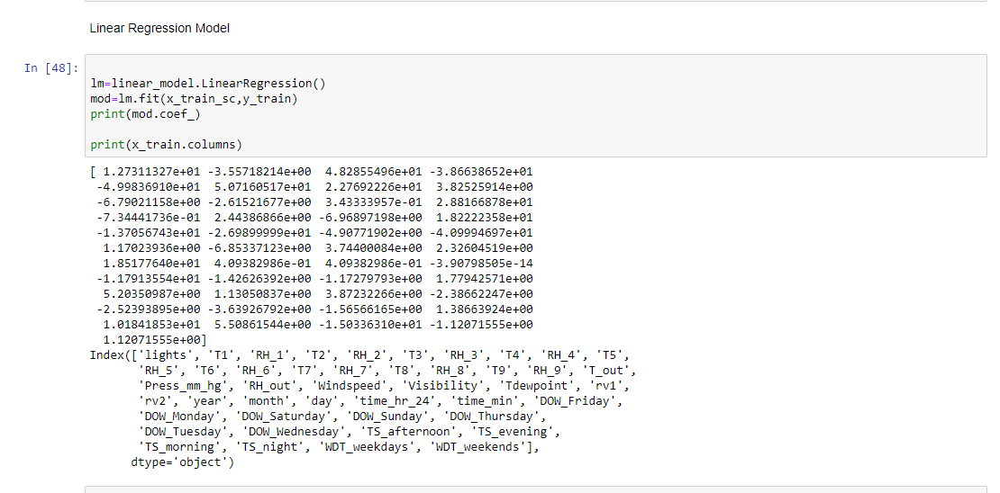 Linear Regression Model
In [48]:
lm=linear_model.LinearRegression()
mod=lm.fit(x_train_sc,y_train)
print(mod.coef_)
print(x_train.columns)
[ 1.27311327e+01 -3.55718214e+00  4.82855496e+01 -3.86638652e+01
 -4.99836910e+01  5.07160517e+01  2.27692226e+01  3.82525914e+00
 -6.79021158e+00 -2.61521677e+00  3.43333957e-01  2.88166878e+01
 -7.34441736e-01  2.44386866e+00 -6.96897198e+00  1.82222358e+01
 -1.37056743e+01 -2.69899999e+01 -4.90771902e+00 -4.09994697e+01
  1.17023936e+00 -6.85337123e+00  3.74400084e+00  2.32604519e+00
  1.85177640e+01  4.09382986e-01  4.09382986e-01 -3.90798505e-14
 -1.17913554e+01 -1.42626392e+00 -1.17279793e+00  1.77942571e+00
  5.20350987e+00  1.13050837e+00  3.87232266e+00 -2.38662247e+00
 -2.52393895e+00 -3.63926792e+00 -1.56566165e+00  1.38663924e+00
  1.01841853e+01  5.50861544e+00 -1.50336310e+01 -1.12071555e+00
  1.12071555e+00]
Index(['lights', 'T1', 'RH_1', 'T2', 'RH_2', 'T3', 'RH_3', 'T4', 'RH_4', 'T5',
       'RH_5', 'T6', 'RH_6', 'T7', 'RH_7', 'T8', 'RH_8', 'T9', 'RH_9', 'T_out',
       'Press_mm_hg', 'RH_out', 'Windspeed', 'Visibility', 'Tdewpoint', 'rv1',
       'rv2', 'year', 'month', 'day', 'time_hr_24', 'time_min', 'DOW_Friday',
       'DOW_Monday', 'DOW_Saturday', 'DOW_Sunday', 'DOW_Thursday',
       'DOW_Tuesday', 'DOW_Wednesday', 'TS_afternoon', 'TS_evening',
       'TS_morning', 'TS_night', 'WDT_weekdays', 'WDT_weekends'],
      dtype='object')